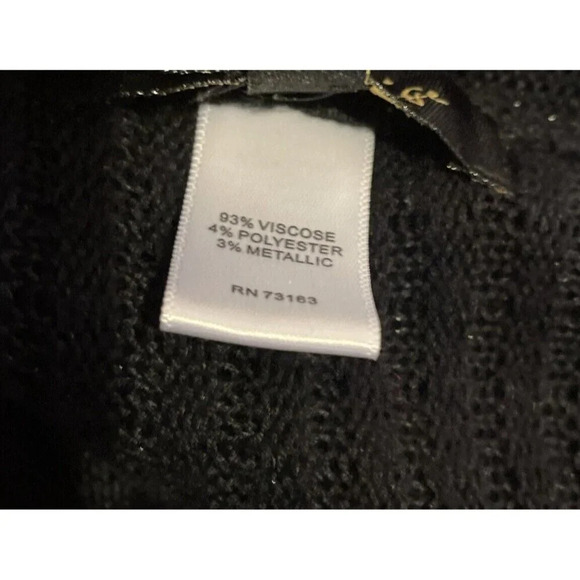 93% VISCOSE
4% POLYESTER
3% METALLIC
RN 73163